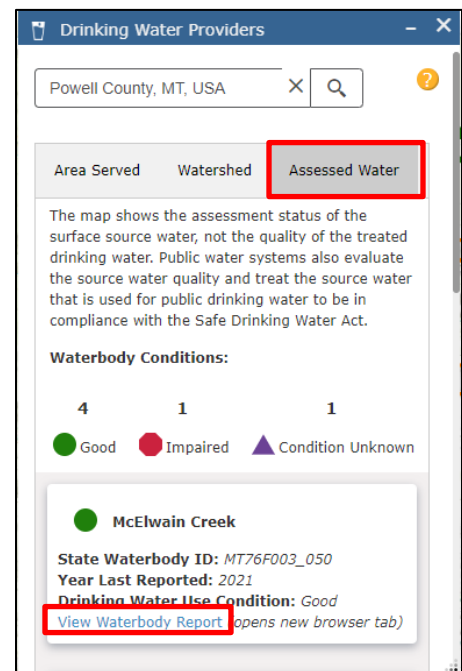 Drinking Water Providers
Powell County, MT, USA
?
Area Served Watershed Assessed Water
The map shows the assessment status of the
surface source water, not the quality of the treated
drinking water. Public water systems also evaluate
the source water quality and treat the source water
that is used for public drinking water to be in
compliance with the Safe Drinking Water Act.
Waterbody Conditions:
4 1 1
Good Impaired Condition Unknown
McElwain Creek
State Waterbody ID: MT76F003_050
Year Last Reported: 2021
Drinking Water Use Condition: Good
View Waterbody Report (opens new browser tab)